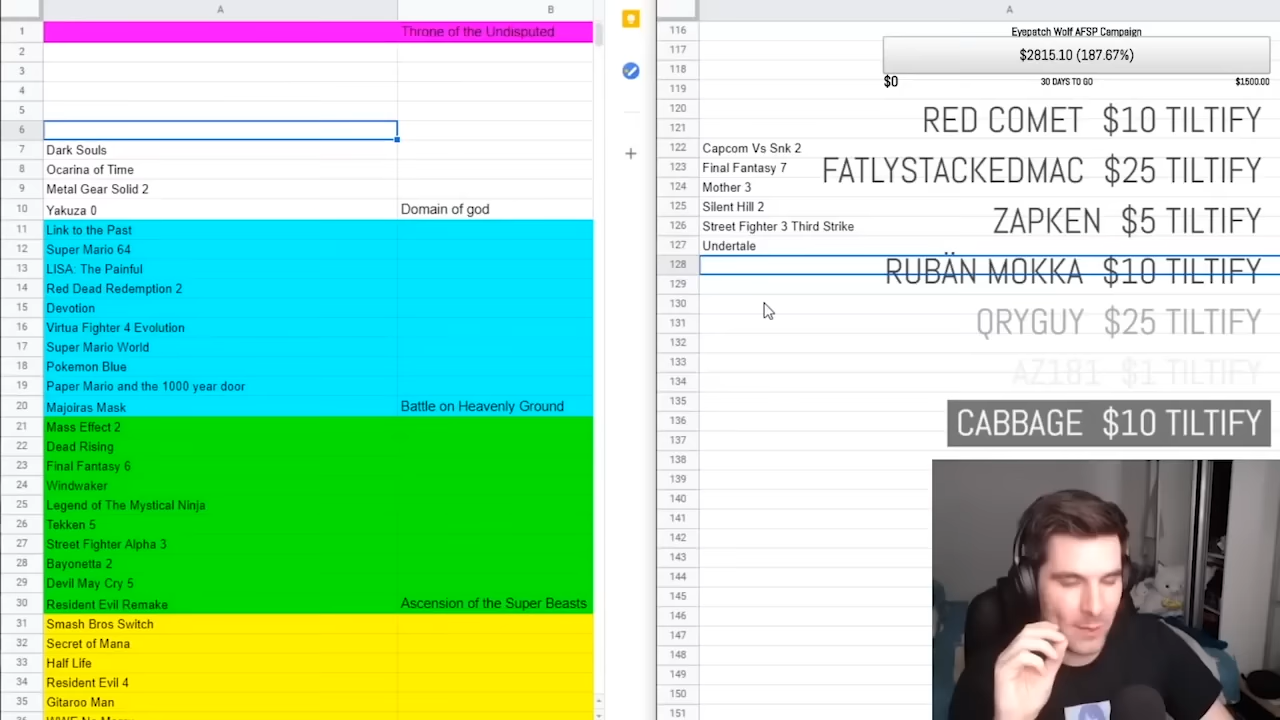 A
B
1
Throne of the Undisputed
2
3
4
5
6
7 Dark Souls
8 Ocarina of Time
9 Metal Gear Solid 2
10 Yakuza 0 Domain of god
11 Link to the Past
12 Super Mario 64
13 LISA: The Painful
14 Red Dead Redemption 2
15 Devotion
16 Virtua Fighter 4 Evolution
17 Super Mario World
18 Pokemon Blue
19 Paper Mario and the 1000 year door
20 Majoiras Mask Battle on Heavenly Ground
21 Mass Effect 2
22 Dead Rising
23 Final Fantasy 6
24 Windwaker
25 Legend of The Mystical Ninja
26 Tekken 5
27 Street Fighter Alpha 3
28 Bayonetta 2
29 Devil May Cry 5
30 Resident Evil Remake Ascension of the Super Beasts
31 Smash Bros Switch
32 Secret of Mana
33 Half Life
34 Resident Evil 4
35 Gitaroo Man
A
116
117
118
119
120
121
122 Capcom Vs Snk 2
123 Final Fantasy 7
124 Mother 3
125 Silent Hill 2
126 Street Fighter 3 Third Strike
127 Undertale
128
129
130
131
132
133
134
135
136
137
138
139
140
141
142
143
144
145
146
147
148
149
150
151
Eyepatch Wolf AFSP Campaign
$2815.10 (187.67%)
$0 30 DAYS TO GO $1500.00
RED COMET $10 TILTIFY
FATLYSTACKEDMAC $25 TILTIFY
ZAPKEN $5 TILTIFY
RUBÄN MOKKA $10 TILTIFY
QRYGUY $25 TILTIFY
AZ181 $1 TILTIFY
CABBAGE $10 TILTIFY